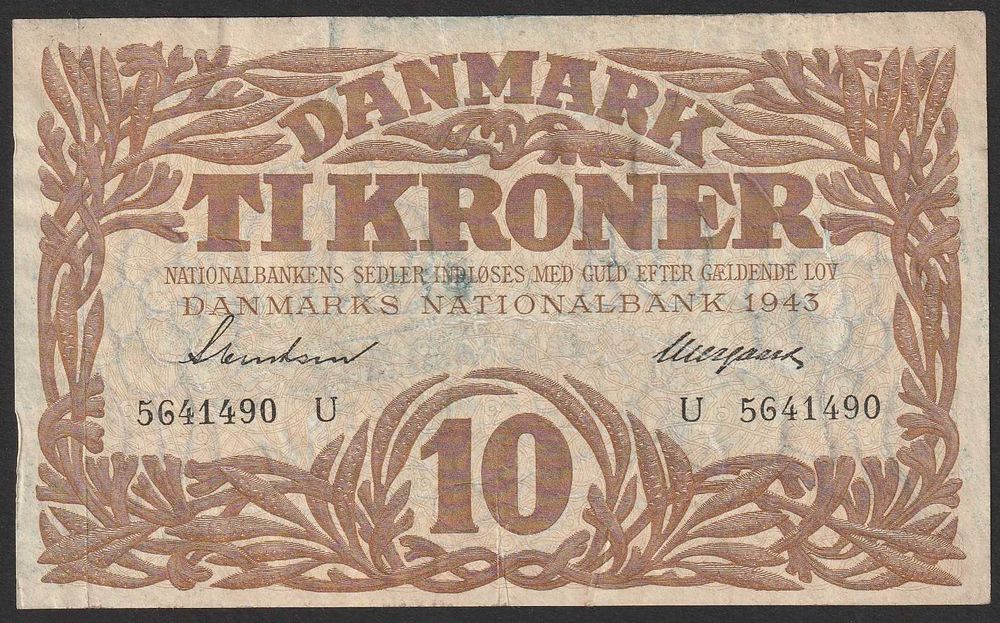 DANMARK
TI KRONER
NATIONALBANKENS SEDLER INDLØSES MED GULD EFTER GÆLDENDE LOV
DANMARKS NATIONALBANK 1943
5641490 U U 5641490
10